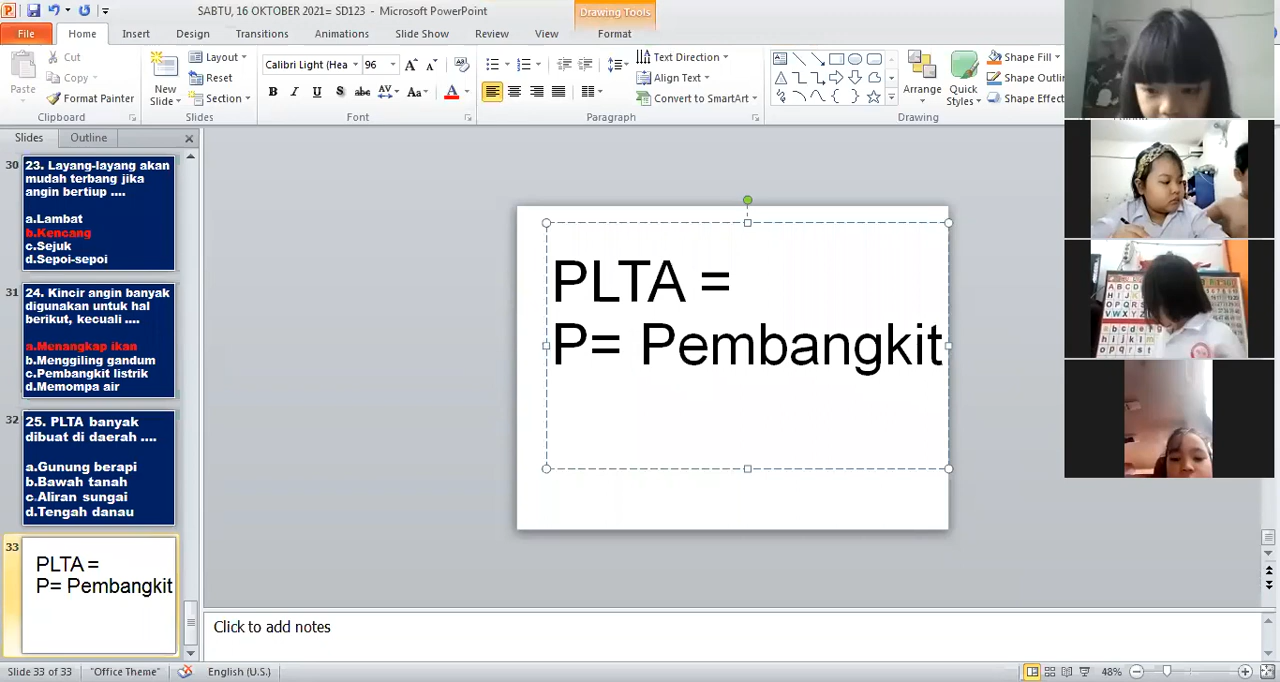 SABTU, 16 OKTOBER 2021= SD123 - Microsoft PowerPoint
Drawing Tools
File
Home
Insert
Design
Transitions
Animations
Slide Show
Review
View
Format
Paste
Cut
Copy
Format Painter
Clipboard
New
Slide
Layout
Reset
Section
Slides
Calibri Light (Hea
96
B I U S abc AV Aa A
Font
Text Direction
Align Text
Convert to SmartArt
Paragraph
Arrange
Quick
Styles
Shape Fill
Shape Outli
Shape Effect
Drawing
Slides
Outline
30
23. Layang-layang akan
mudah terbang jika
angin bertiup ....
a.Lambat
b.Kencang
c.Sejuk
d.Sepoi-sepoi
31
24. Kincir angin banyak
digunakan untuk hal
berikut, kecuali ....
a.Menangkap ikan
b.Menggiling gandum
c.Pembangkit listrik
d.Memompa air
32
25. PLTA banyak
dibuat di daerah ....
a.Gunung berapi
b.Bawah tanah
c.Aliran sungai
d.Tengah danau
33
PLTA =
P= Pembangkit
PLTA =
P= Pembangkit
Click to add notes
Slide 33 of 33
"Office Theme"
English (U.S.)
48%